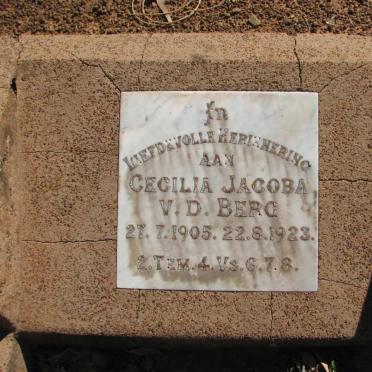 In
LIEFDEVOLLE HERINNERING
AAN
CECILIA JACOBA
V. D. BERG
27. 7. 1905. 22. 8. 1923.
2. TEM. 4. VS. 6. 7. 8.